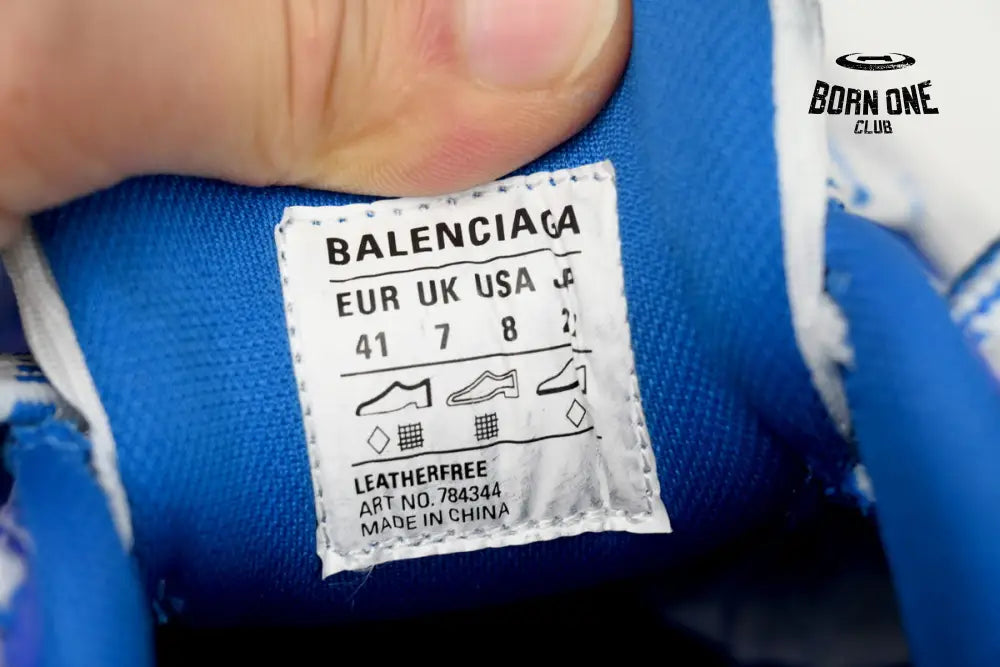 BORN ONE
CLUB
BALENCIAGA
EUR UK USA
41 7 8
LEATHERFREE
ART NO. 784344
MADE IN CHINA